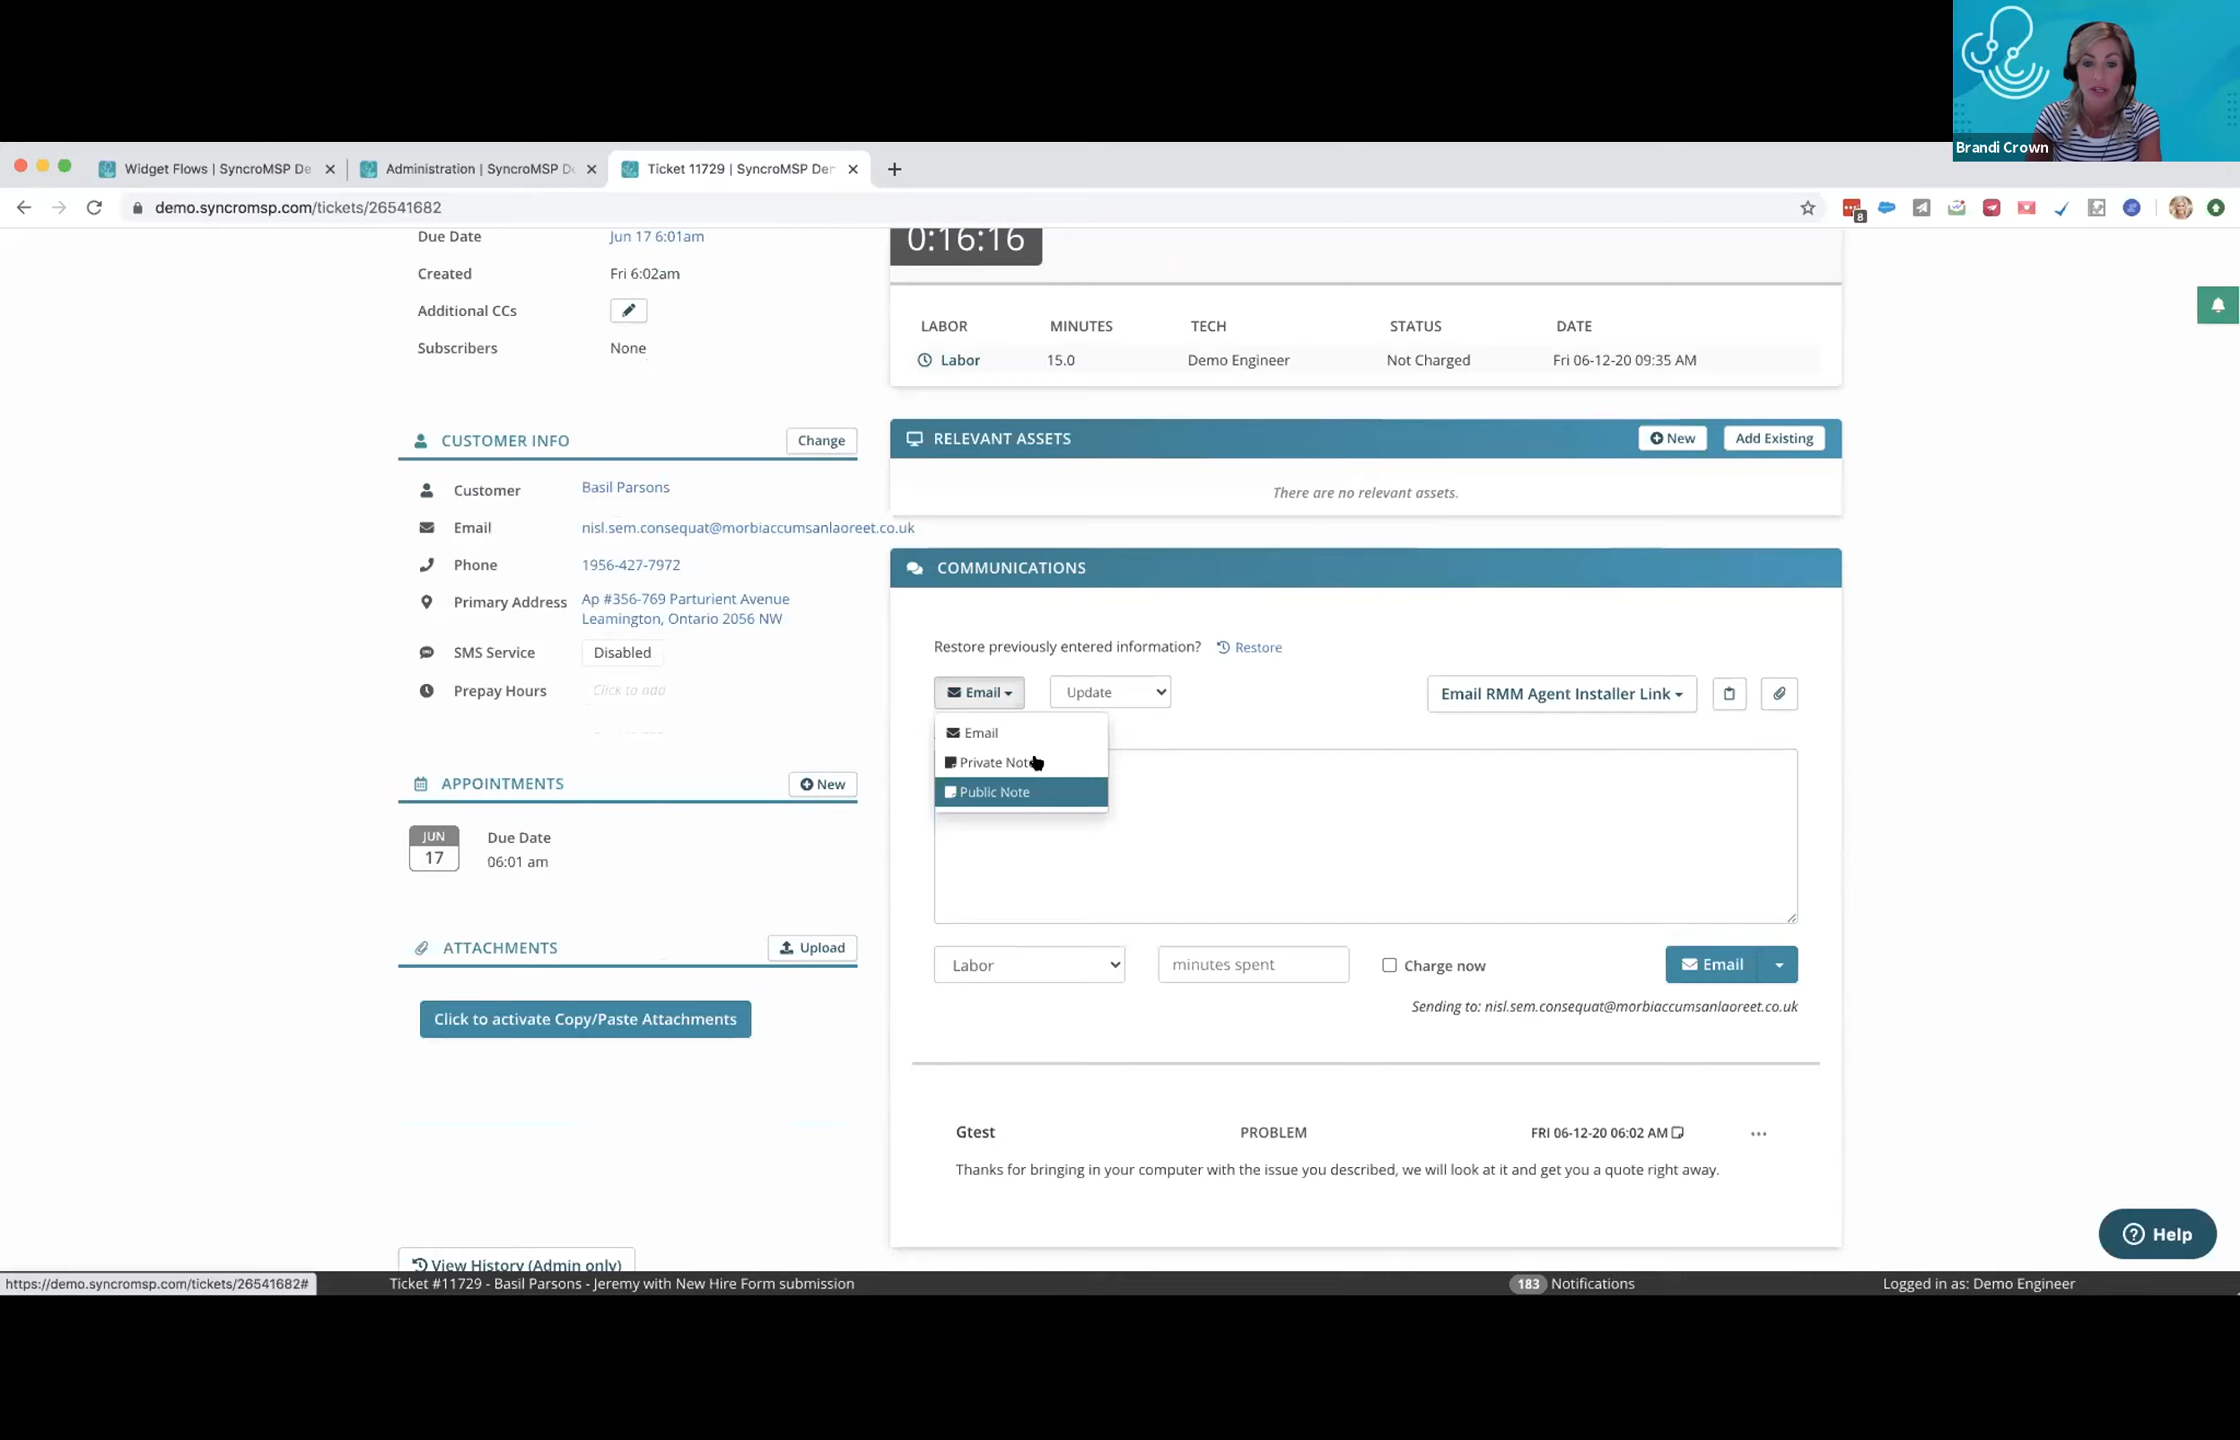 Brandi Crown
Widget Flows | SyncroMSP De
Administration | SyncroMSP D
Ticket 11729 | SyncroMSP Der
demo.syncromsp.com/tickets/26541682
8
Due Date Jun 17 6:01am
Created Fri 6:02am
Additional CCs
Subscribers None
CUSTOMER INFO Change
Customer Basil Parsons
Email nisl.sem.consequat@morbiaccumsanlaoreet.co.uk
Phone 1956-427-7972
Primary Address Ap #356-769 Parturient Avenue
Leamington, Ontario 2056 NW
SMS Service Disabled
Prepay Hours Click to add
APPOINTMENTS New
JUN
17
Due Date
06:01 am
ATTACHMENTS Upload
Click to activate Copy/Paste Attachments
View History (Admin only)
0:16:16
LABOR MINUTES TECH STATUS DATE
Labor 15.0 Demo Engineer Not Charged Fri 06-12-20 09:35 AM
RELEVANT ASSETS New Add Existing
There are no relevant assets.
COMMUNICATIONS
Restore previously entered information? Restore
Email Update Email RMM Agent Installer Link
Email
Private Note
Public Note
Labor minutes spent Charge now Email
Sending to: nisl.sem.consequat@morbiaccumsanlaoreet.co.uk
Gtest PROBLEM FRI 06-12-20 06:02 AM
Thanks for bringing in your computer with the issue you described, we will look at it and get you a quote right away.
Help
https://demo.syncromsp.com/tickets/26541682# Ticket #11729 - Basil Parsons - Jeremy with New Hire Form submission 183 Notifications Logged in as: Demo Engineer